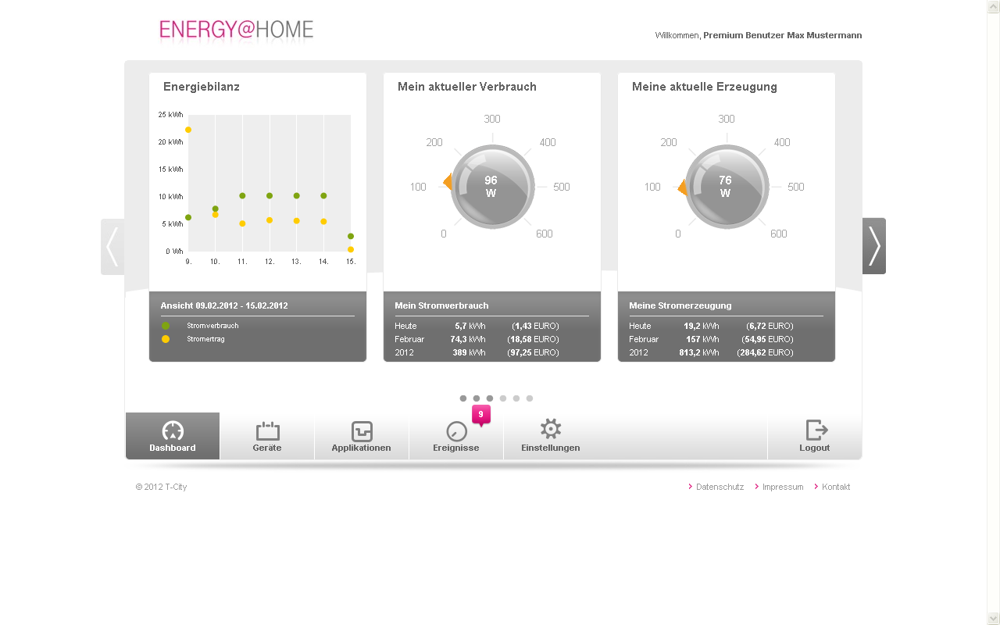 ENERGY@HOME
Willkommen, Premium Benutzer Max Mustermann
Energiebilanz
25 kWh
20 kWh
15 kWh
10 kWh
5 kWh
0 Wh
9. 10. 11. 12. 13. 14. 15.
Ansicht 09.02.2012 - 15.02.2012
Stromverbrauch
Stromertrag
Mein aktueller Verbrauch
300
200 400
100 500
0 600
96
W
Mein Stromverbrauch
Heute 5,7 kWh (1,43 EURO)
Februar 74,3 kWh (18,58 EURO)
2012 389 kWh (97,25 EURO)
Meine aktuelle Erzeugung
300
200 400
100 500
0 600
76
W
Meine Stromerzeugung
Heute 19,2 kWh (6,72 EURO)
Februar 157 kWh (54,95 EURO)
2012 813,2 kWh (284,62 EURO)
9
Dashboard Geräte Applikationen Ereignisse Einstellungen Logout
© 2012 T-City
Datenschutz Impressum Kontakt